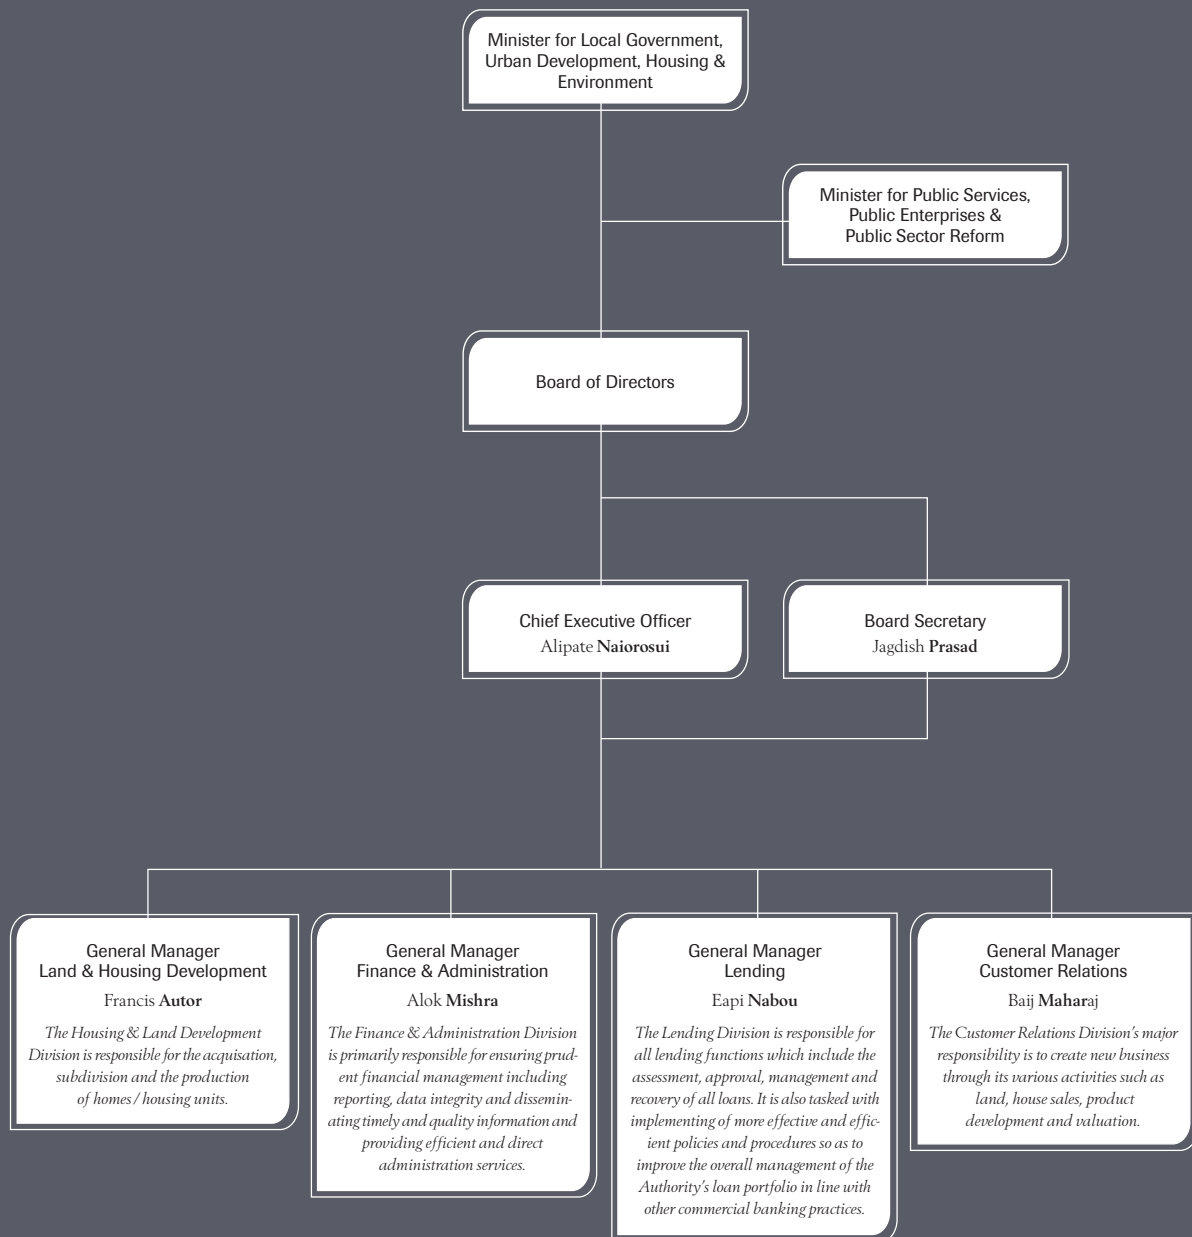 Minister for Local Government,
Urban Development, Housing &
Environment
Minister for Public Services,
Public Enterprises &
Public Sector Reform
Board of Directors
Chief Executive Officer
Alipate Naiorosui
Board Secretary
Jagdish Prasad
General Manager
Land & Housing Development
Francis Autor
The Housing & Land Development
Division is responsible for the acquisation,
subdivision and the production
of homes / housing units.
General Manager
Finance & Administration
Alok Mishra
The Finance & Administration Division
is primarily responsible for ensuring prud-
ent financial management including
reporting, data integrity and dissemin-
ating timely and quality information and
providing efficient and direct
administration services.
General Manager
Lending
Eapi Nabou
The Lending Division is responsible for
all lending functions which include the
assessment, approval, management and
recovery of all loans. It is also tasked with
implementing of more effective and effic-
ient policies and procedures so as to
improve the overall management of the
Authority's loan portfolio in line with
other commercial banking practices.
General Manager
Customer Relations
Baij Maharaj
The Customer Relations Division's major
responsibility is to create new business
through its various activities such as
land, house sales, product
development and valuation.